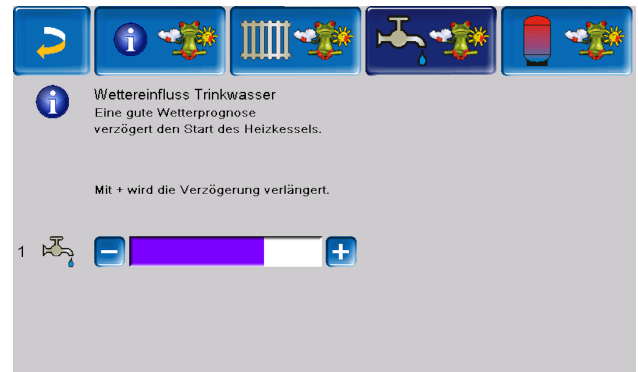 Wettereinfluss Trinkwasser
Eine gute Wetterprognose
verzögert den Start des Heizkessels.
Mit + wird die Verzögerung verlängert.
1